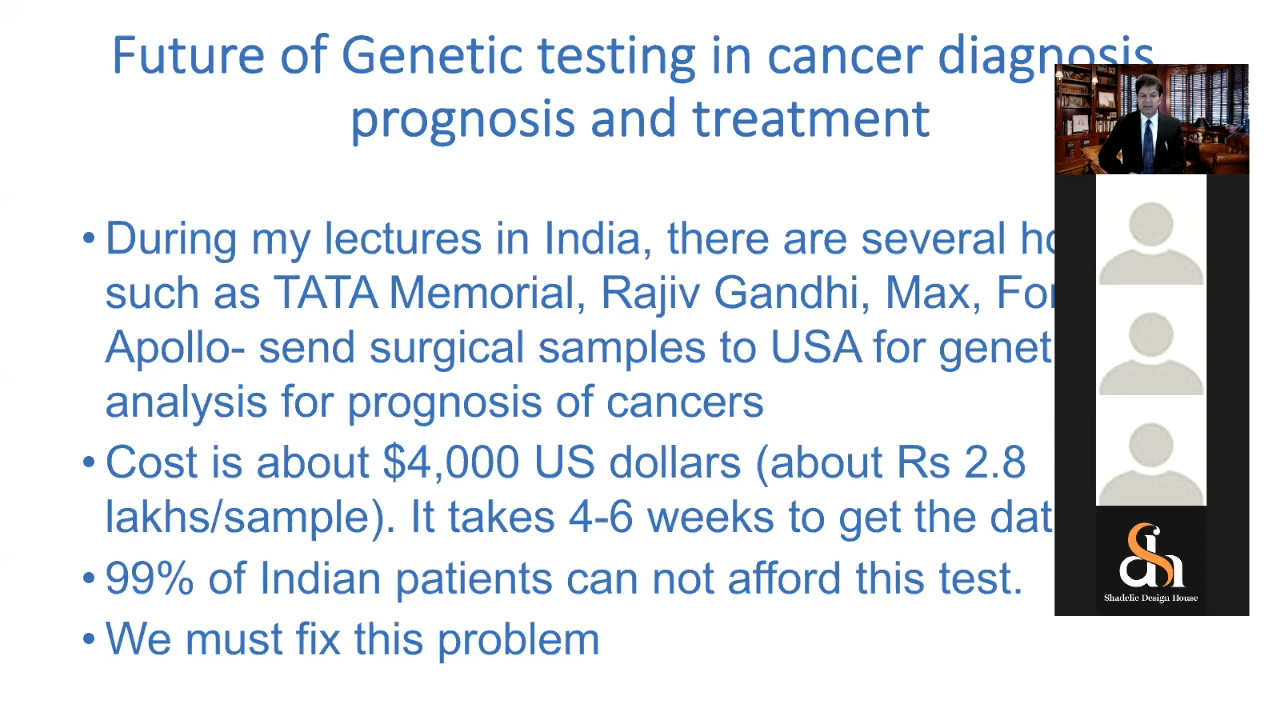 Future of Genetic testing in cancer diagnosis
prognosis and treatment
• During my lectures in India, there are several
such as TATA Memorial, Rajiv Gandhi, Max,
Apollo- send surgical samples to USA for
analysis for prognosis of cancers
• Cost is about $4,000 US dollars (about Rs 2.8
lakhs/sample). It takes 4-6 weeks to get the
• 99% of Indian patients can not afford this test.
• We must fix this problem
Shadelic Design House